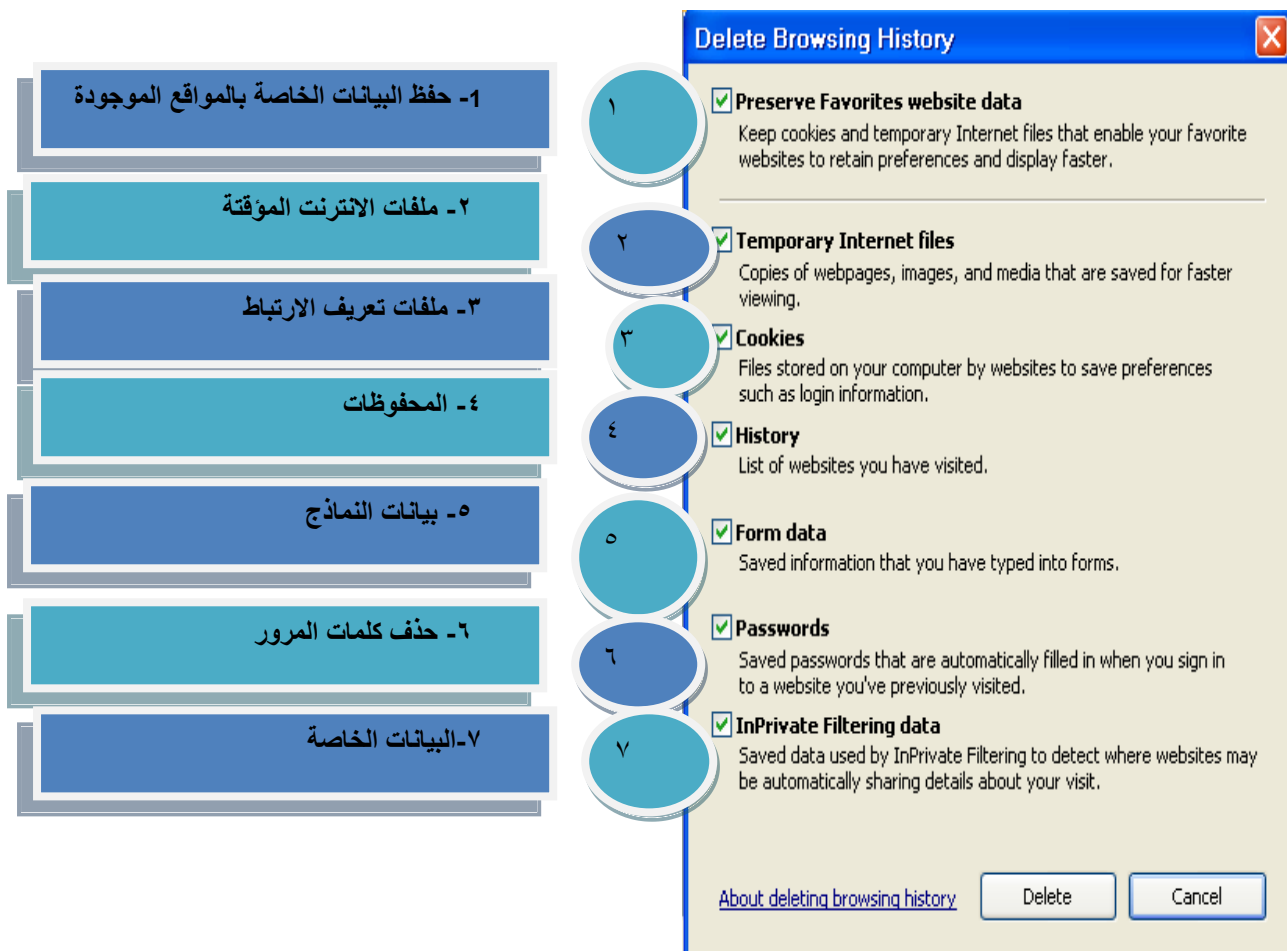 1- حفظ البيانات الخاصة بالمواقع الموجودة
٢- ملفات الانترنت المؤقتة
٣- ملفات تعريف الارتباط
٤- المحفوظات
٥- بيانات النماذج
٦- حذف كلمات المرور
٧-البيانات الخاصة
١
٢
٣
٤
٥
٦
٧
Delete Browsing History
Preserve Favorites website data
Keep cookies and temporary Internet files that enable your favorite
websites to retain preferences and display faster.
Temporary Internet files
Copies of webpages, images, and media that are saved for faster
viewing.
Cookies
Files stored on your computer by websites to save preferences
such as login information.
History
List of websites you have visited.
Form data
Saved information that you have typed into forms.
Passwords
Saved passwords that are automatically filled in when you sign in
to a website you've previously visited.
InPrivate Filtering data
Saved data used by InPrivate Filtering to detect where websites may
be automatically sharing details about your visit.
About deleting browsing history
Delete
Cancel